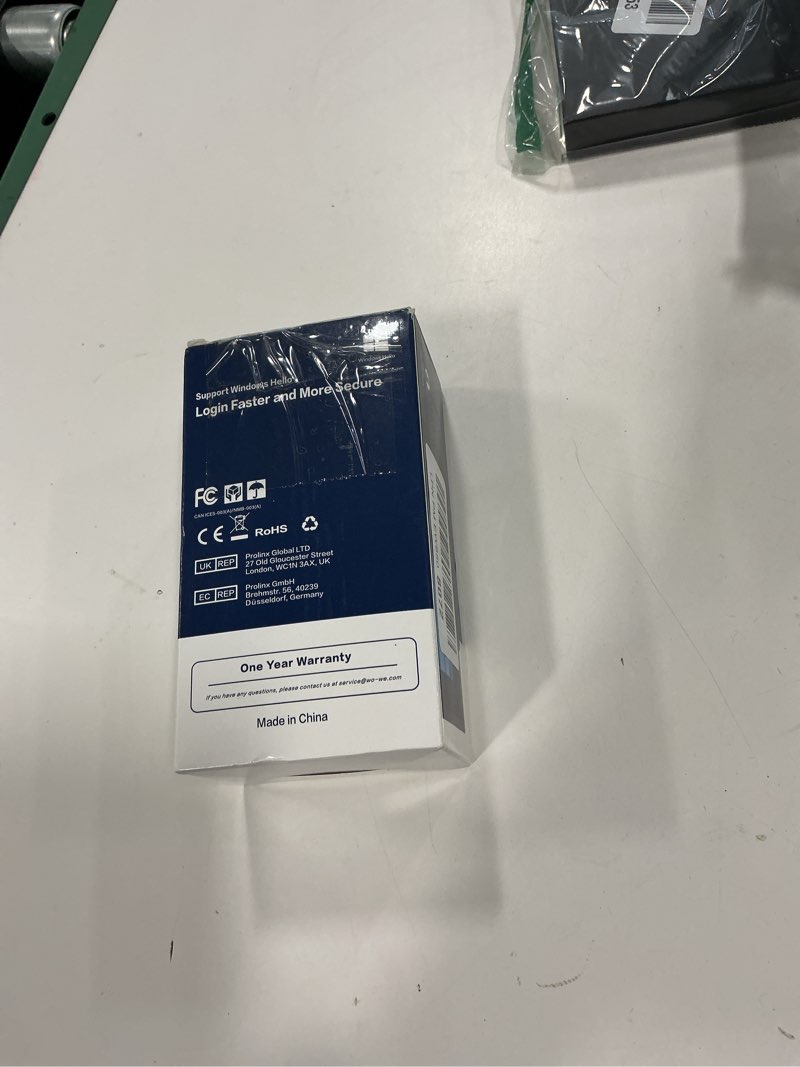 63
Windows Hello
Support Windows Hello
Login Faster and More Secure
FC
CAN ICES-003(A)/NMB-003(A)
CE
RoHS
UK REP
Prolinx Global LTD
27 Old Gloucester Street
London, WC1N 3AX, UK
EC REP
Prolinx GmbH
Brehmstr. 56, 40239
Düsseldorf, Germany
One Year Warranty
If you have any questions, please contact us at service@wo-we.com
Made in China